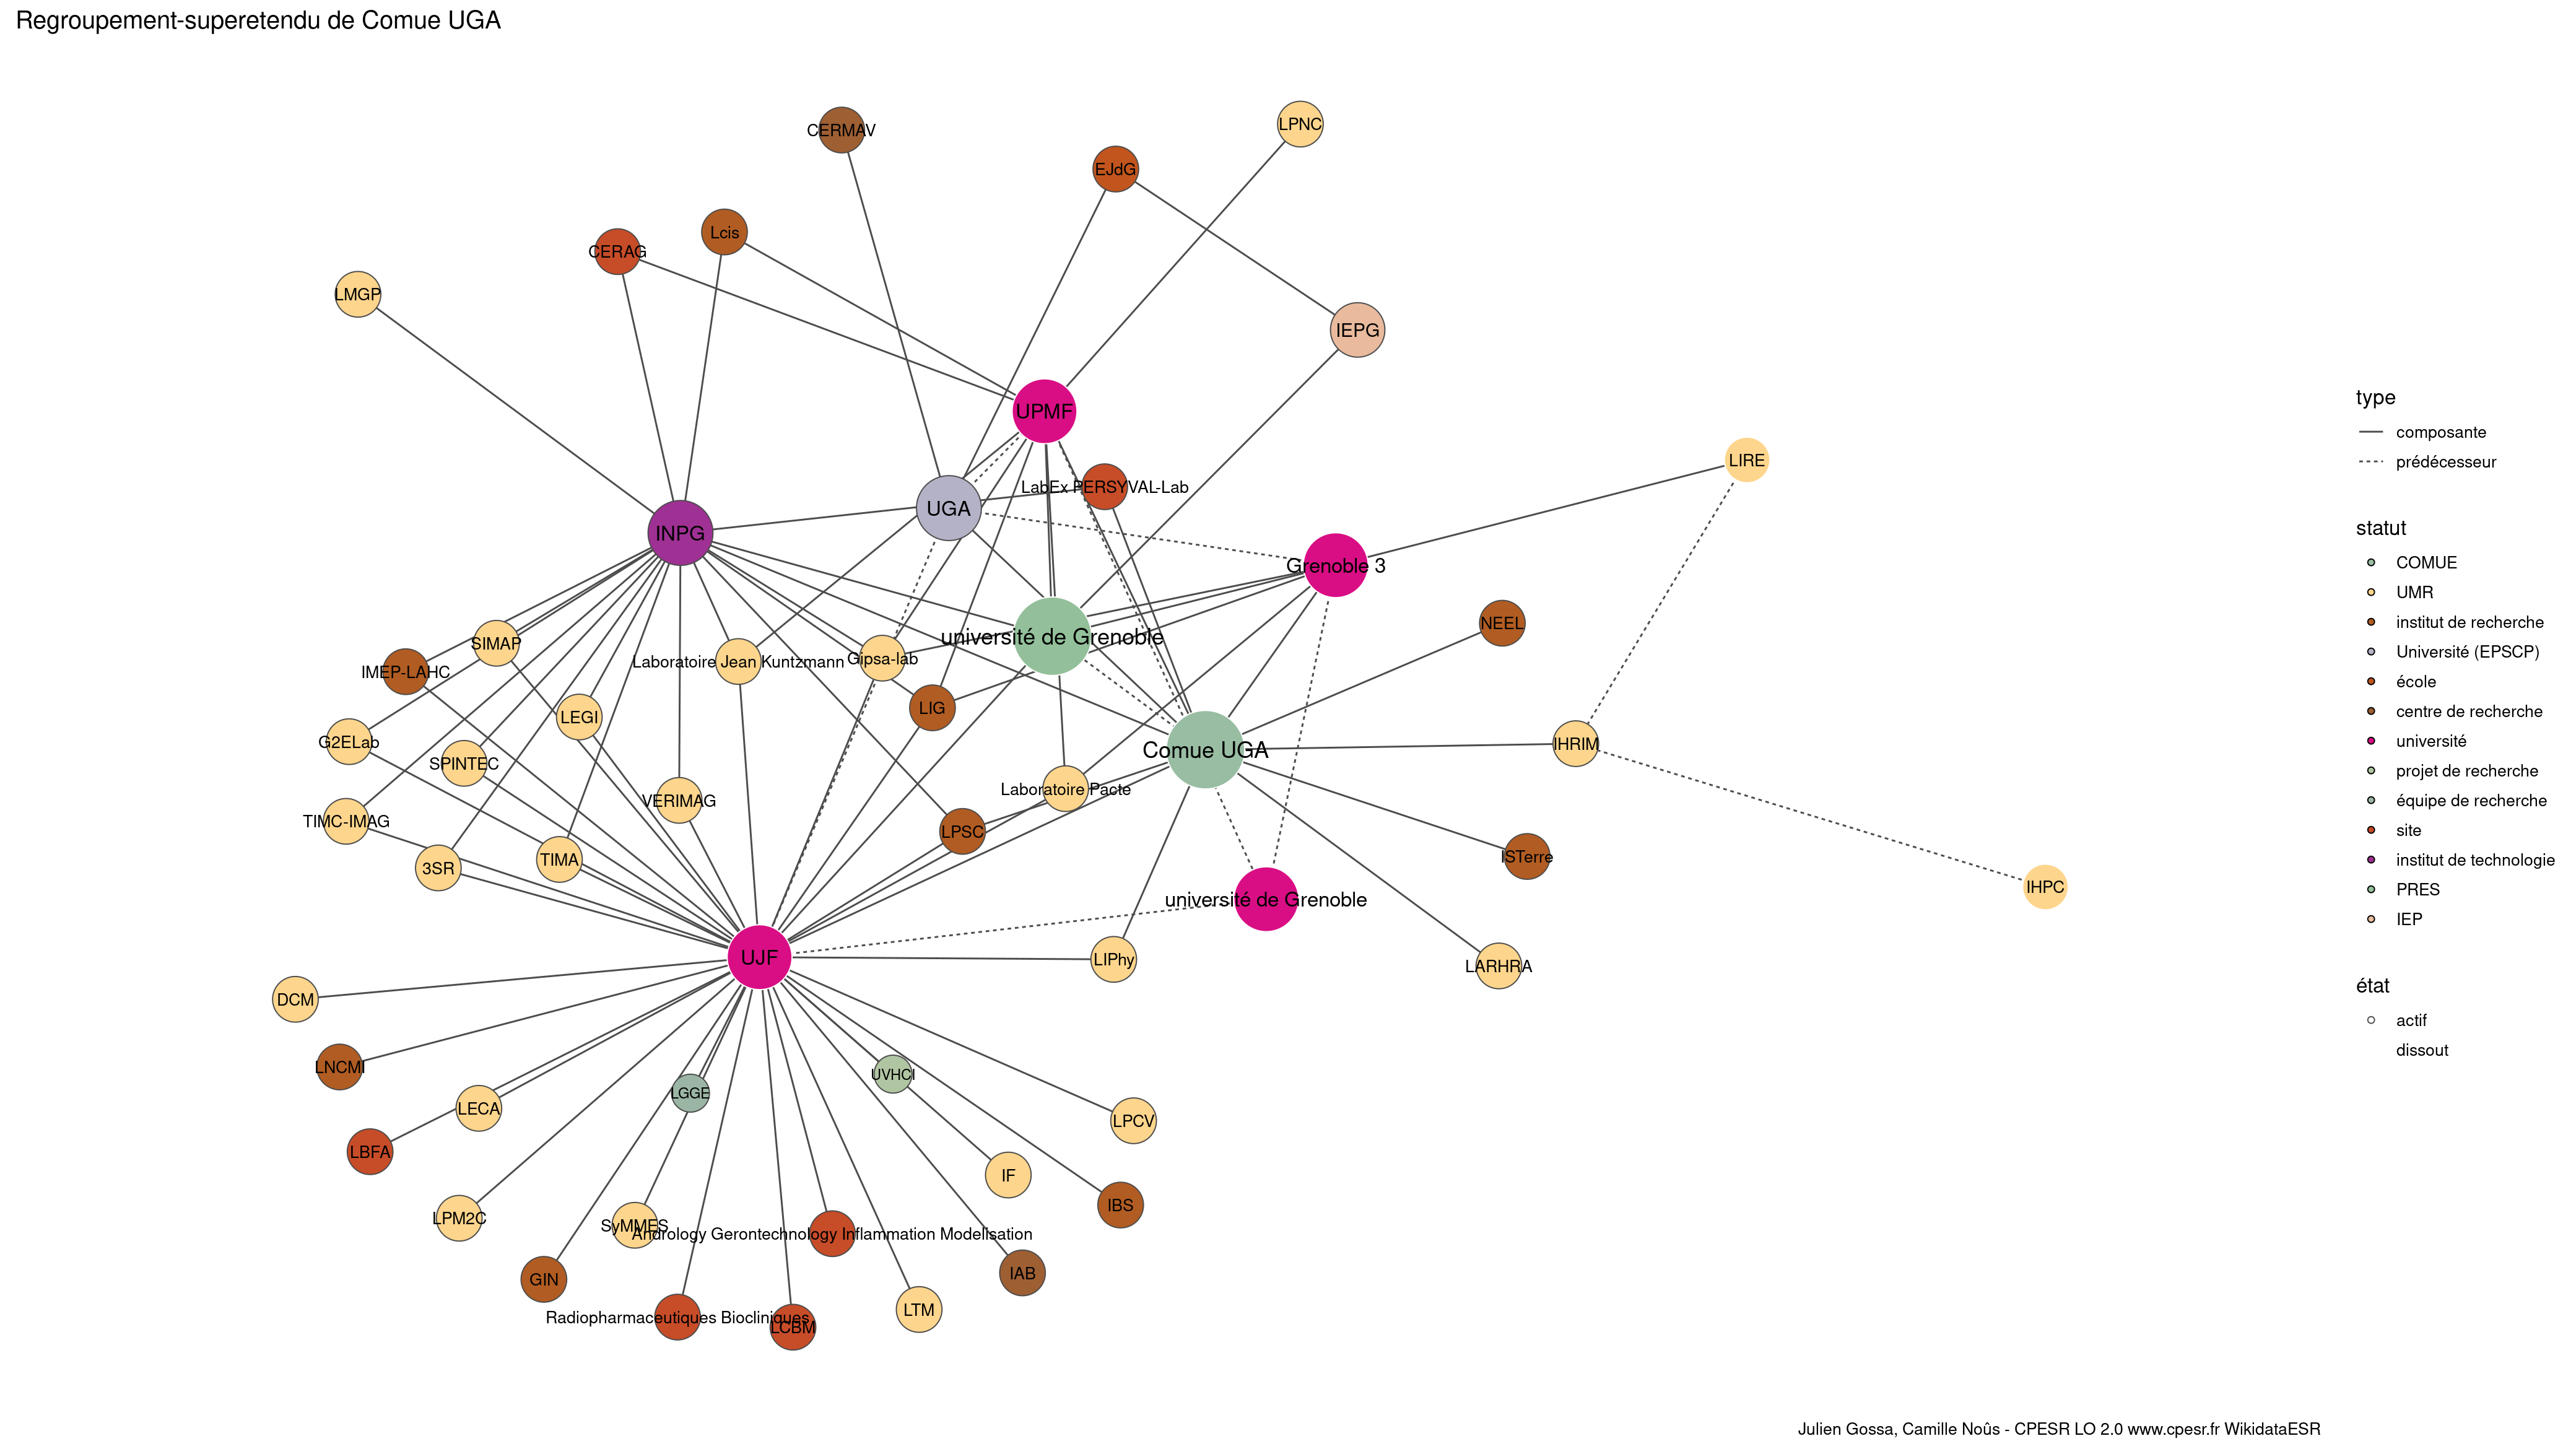 Regroupement-superetendu de Comue UGA
LPNC
CERMAV
EJdG
Lcis
CERAG
LMGP
IEPG
UPMF
LIRE
LabEx PERSYVAL-Lab
UGA
INPG
Grenoble 3
NEEL
université de Grenoble
SIMAP
Gipsa-lab
Laboratoire Jean Kuntzmann
IMEP-LAHC
LIG
LEGI
G2ELab
IHRIM
Comue UGA
SPINTEC
Laboratoire Pacte
VERIMAG
TIMC-IMAG
LPSC
ISTerre
TIMA
3SR
IHPC
université de Grenoble
UJF
LIPhy
LARHRA
DCM
LNCMI
UVHCI
LGGE
LECA
LPCV
LBFA
IF
IBS
LPM2C
SyMMES
Andrology Gerontechnology Inflammation Modelisation
IAB
GIN
LTM
Radiopharmaceutiques Biocliniques
LCBM
type
composante
prédécesseur
statut
COMUE
UMR
institut de recherche
Université (EPSCP)
école
centre de recherche
université
projet de recherche
équipe de recherche
site
institut de technologie
PRES
IEP
état
actif
dissout
Julien Gossa, Camille Noûs - CPESR LO 2.0 www.cpesr.fr WikidataESR